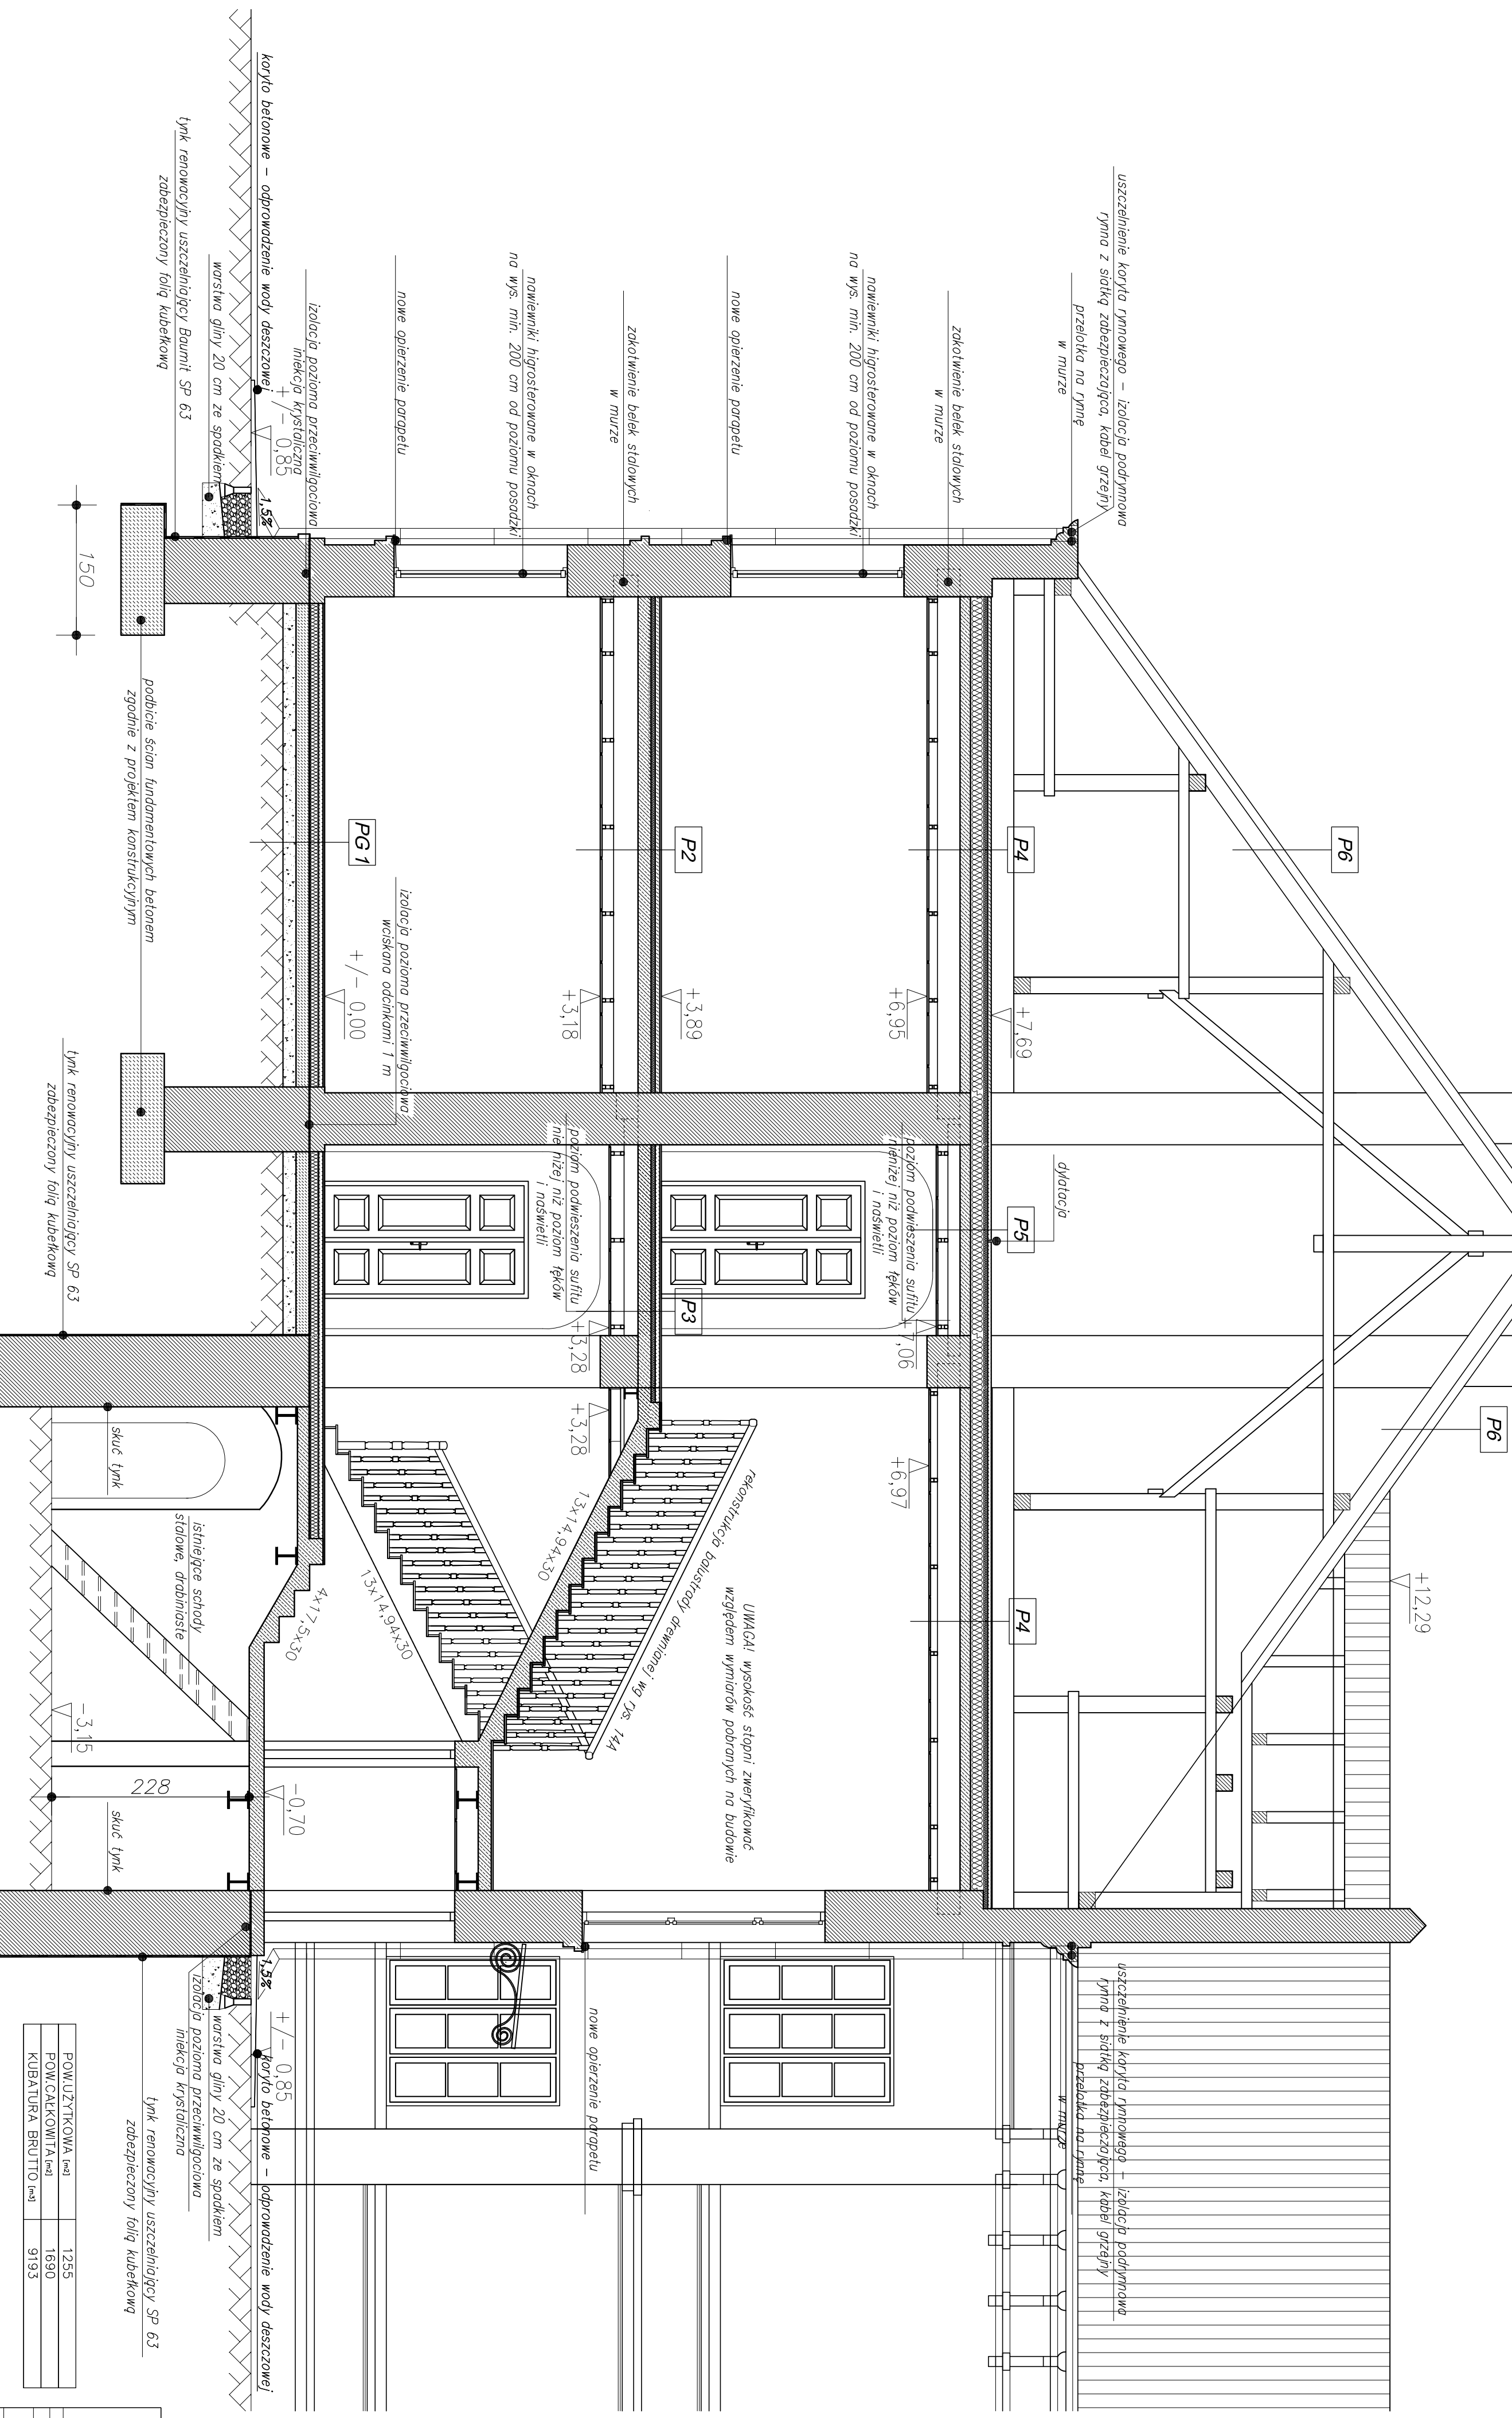 uszczelnienie koryta rynnowego - izolacja podrynnowa
rynna z siatką zabezpieczająca, kabel grzejny
przelotka na rynnę
w murze
zakotwienie belek stalowych
w murze
nawiewniki higrosterowane w oknach
na wys. min. 200 cm od poziomu posadzki
nowe opierzenie parapetu
zakotwienie belek stalowych
w murze
nawiewniki higrosterowane w oknach
na wys. min. 200 cm od poziomu posadzki
nowe opierzenie parapetu
izolacja pozioma przeciwwilgociowa
iniekcja krystaliczna
koryto betonowe - odprowadzenie wody deszczowej
+/- 0,85
1,5%
warstwa gliny 20 cm ze spadkiem
tynk renowacyjny uszczelniający Baumit SP 63
zabezpieczony folią kubełkową
150
podbicie ścian fundamentowych betonem
zgodnie z projektem konstrukcyjnym
P6
P4
P2
PG1
+7,69
+6,95
+3,89
+3,18
+/- 0,00
izolacja pozioma przeciwwilgociowa
wciskana odcinkami 1 m
tynk renowacyjny uszczelniający SP 63
zabezpieczony folią kubełkową
dylatacja
P5
poziom podwieszenia sufitu
nieniżej niż poziom łęków
i naświetli
+7,06
P3
poziom podwieszenia sufitu
nie niżej niż poziom łęków
i naświetli
+3,28
+3,28
P6
+12,29
P4
+6,97
rekonstrukcja balustrady drewnianej wg rys. 14A
UWAGA! wysokość stopni zweryfikować
względem wymiarów pobranych na budowie
13x14,94x30
13x14,94x30
4x17,5x30
skuć tynk
istniejące schody
stalowe, drabiniaste
-3,15
228
-0,70
skuć tynk
uszczelnienie koryta rynnowego - izolacja podrynnowa
rynna z siatką zabezpieczająca, kabel grzejny
przelotka na rynnę
w murze
nowe opierzenie parapetu
1,5%
+/- 0,85
koryto betonowe - odprowadzenie wody deszczowej
warstwa gliny 20 cm ze spadkiem
izolacja pozioma przeciwwilgociowa
iniekcja krystaliczna
tynk renowacyjny uszczelniający SP 63
zabezpieczony folią kubełkową
POW.UŻYTKOWA [m2] 1255
POW.CAŁKOWITA [m2] 1690
KUBATURA BRUTTO [m3] 9193